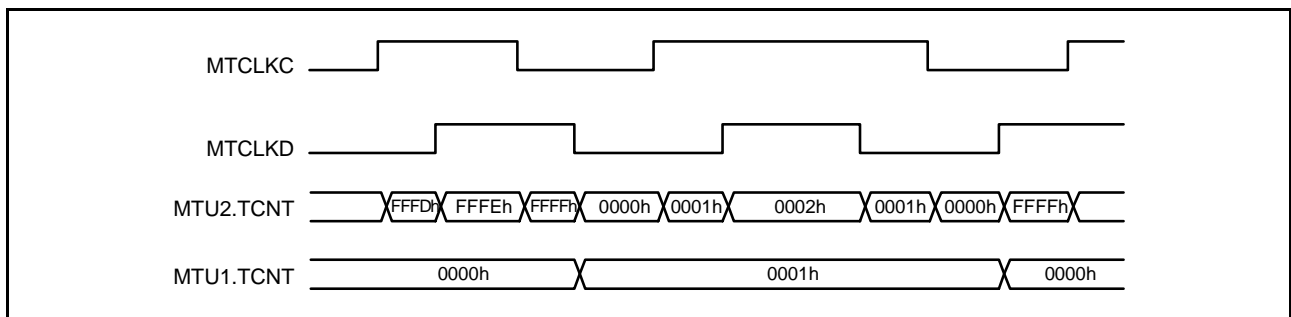 MTCLKC
MTCLKD
MTU2.TCNT FFFDh FFFEh FFFFh 0000h 0001h 0002h 0001h 0000h FFFFh
MTU1.TCNT 0000h 0001h 0000h